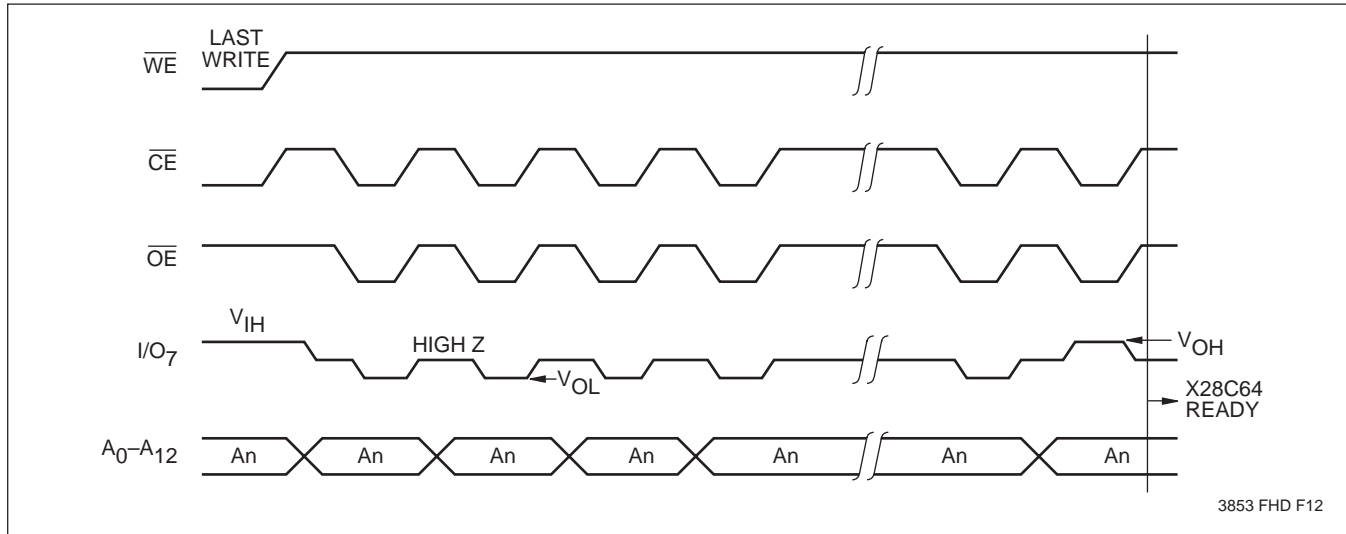 LAST
WRITE
WE
CE
OE
VIH
I/O7
HIGH Z
VOL
VOH
X28C64
READY
A0–A12
An
An
An
An
An
An
An
3853 FHD F12